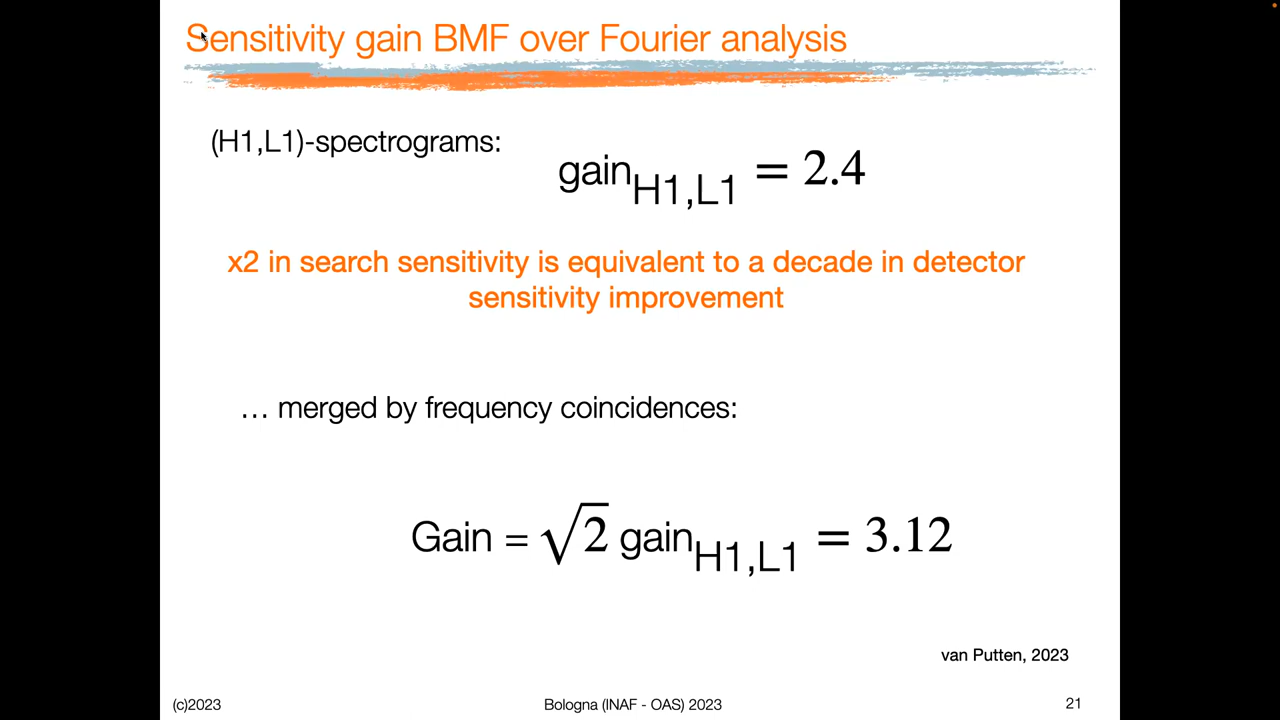 Sensitivity gain BMF over Fourier analysis
(H1,L1)-spectrograms:
gain_H1,L1 = 2.4
x2 in search sensitivity is equivalent to a decade in detector
sensitivity improvement
… merged by frequency coincidences:
Gain = √2 gain_H1,L1 = 3.12
van Putten, 2023
(c)2023
Bologna (INAF - OAS) 2023
21